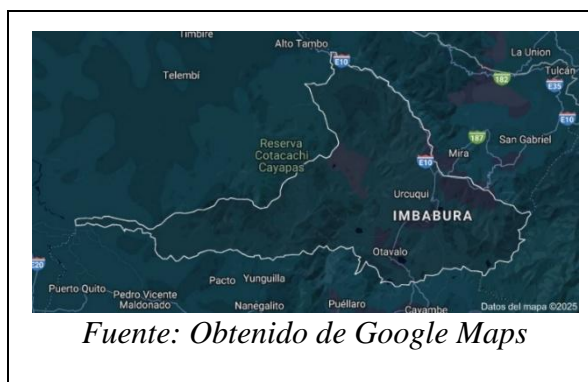 Timbire
Alto Tambo
E10
La Union
182
Tulcán
E35
Telembí
E10
Reserva
Cotacachi
Cayapas
187
San Gabriel
E10
Mira
Urcuqui
IMBABURA
Otavalo
E20
Pacto
Yunguilla
Puerto Quito
Pedro Vicente
Maldonado
Nanegalito
Puéllaro
Cayambe
Datos del mapa ©2025
Fuente: Obtenido de Google Maps